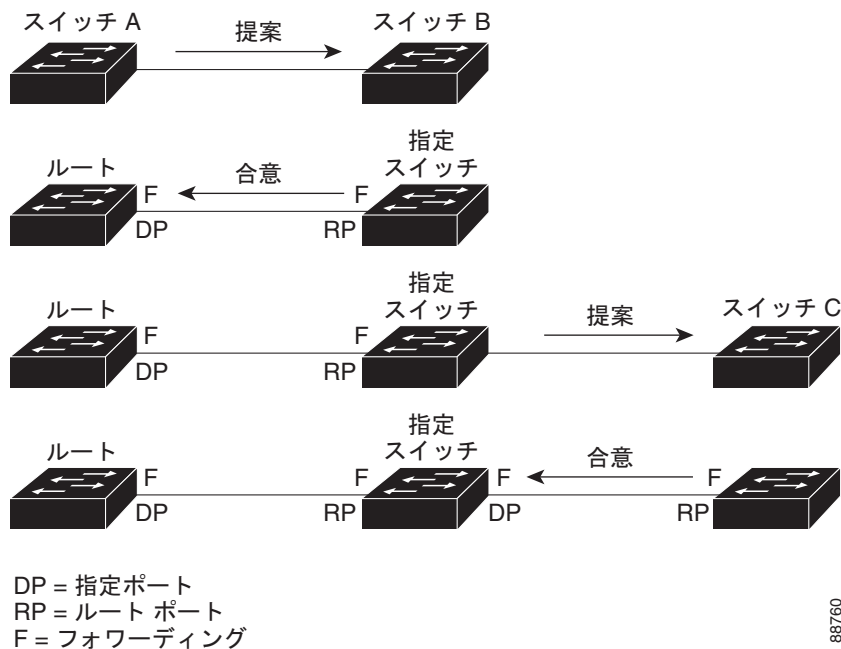 スイッチ A
提案
スイッチ B
指定
スイッチ
ルート
F
合意
F
DP
RP
指定
スイッチ
ルート
F
F
提案
スイッチ C
DP
RP
指定
スイッチ
ルート
F
F
F
合意
F
DP
RP
DP
RP
DP = 指定ポート
RP = ルート ポート
F = フォワーディング
88760